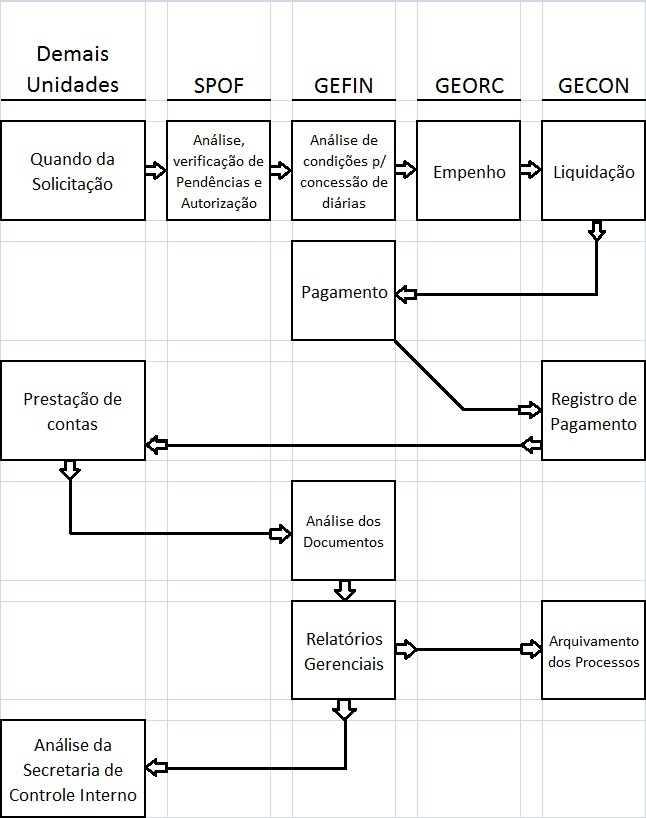 Demais
Unidades
SPOF
GEFIN
GEORC
GECON
Quando da
Solicitação
Análise,
verificação de
Pendências e
Autorização
Análise de
condições p/
concessão de
diárias
Empenho
Liquidação
Pagamento
Prestação de
contas
Registro de
Pagamento
Análise dos
Documentos
Relatórios
Gerenciais
Arquivamento
dos Processos
Análise da
Secretaria de
Controle Interno